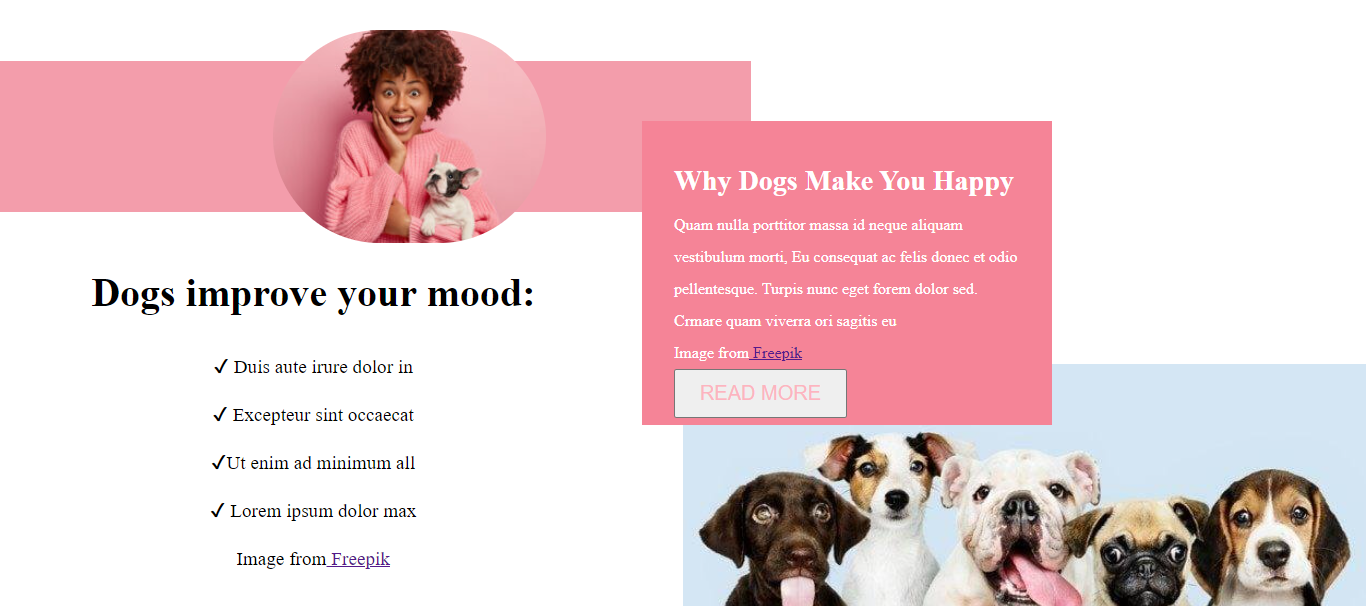 Dogs improve your mood:
✓ Duis aute irure dolor in
✓ Excepteur sint occaecat
✓Ut enim ad minimum all
✓ Lorem ipsum dolor max
Image from Freepik
Why Dogs Make You Happy
Quam nulla porttitor massa id neque aliquam
vestibulum morti, Eu consequat ac felis donec et odio
pellentesque. Turpis nunc eget forem dolor sed.
Crmare quam viverra ori sagitis eu
Image from Freepik
READ MORE